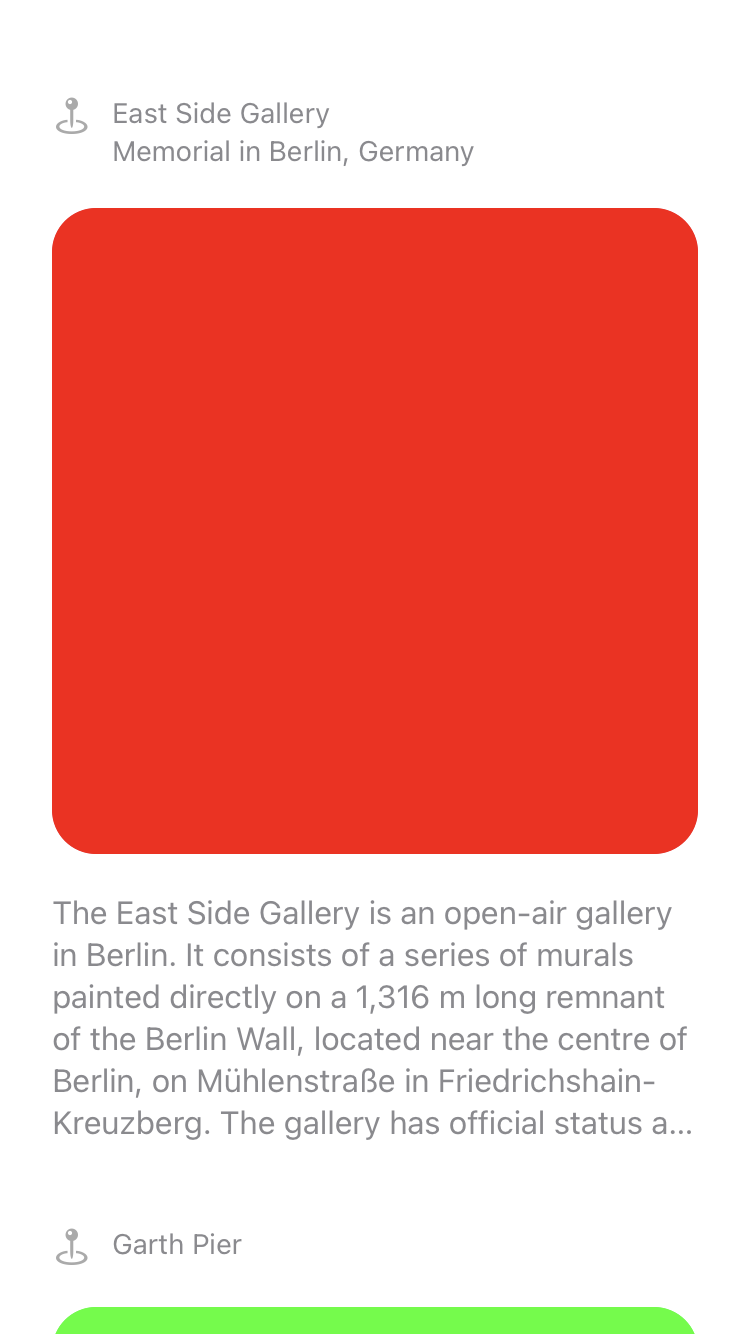 East Side Gallery
Memorial in Berlin, Germany
The East Side Gallery is an open-air gallery
in Berlin. It consists of a series of murals
painted directly on a 1,316 m long remnant
of the Berlin Wall, located near the centre of
Berlin, on Mühlenstraße in Friedrichshain-
Kreuzberg. The gallery has official status a...
Garth Pier